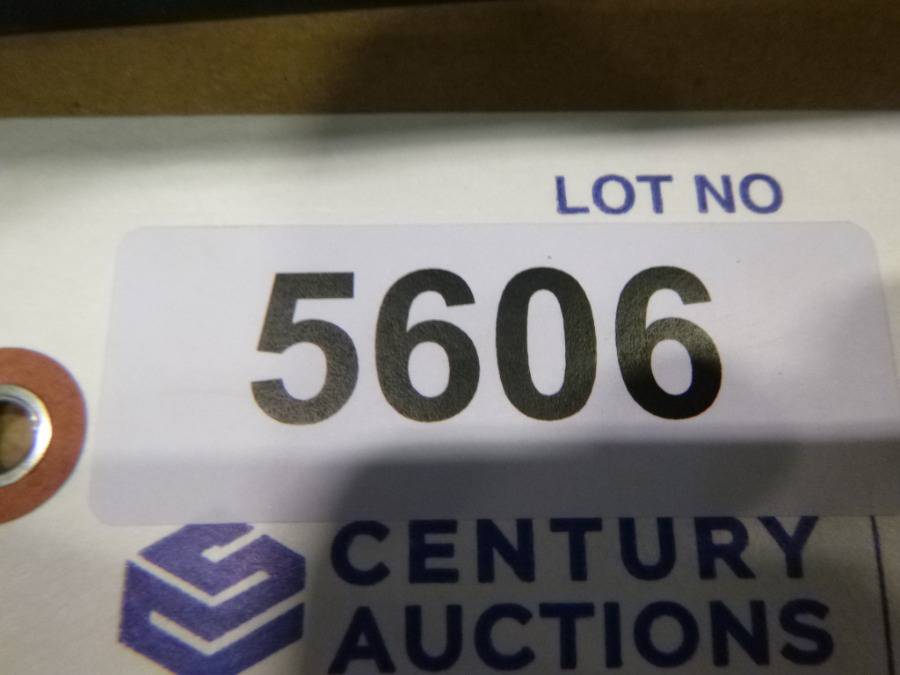 LOT NO
5606
CENTURY
AUCTIONS